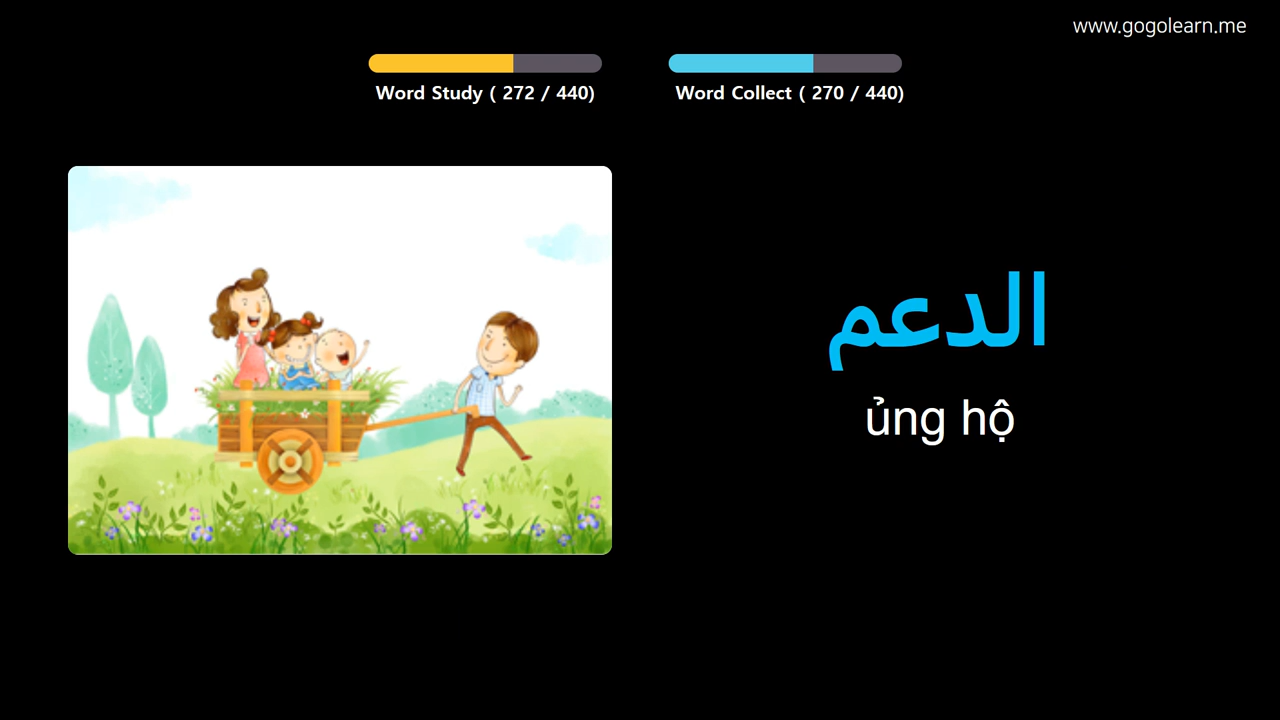 www.gogolearn.me
Word Study ( 272 / 440)
Word Collect ( 270 / 440)
الدعم
ủng hộ